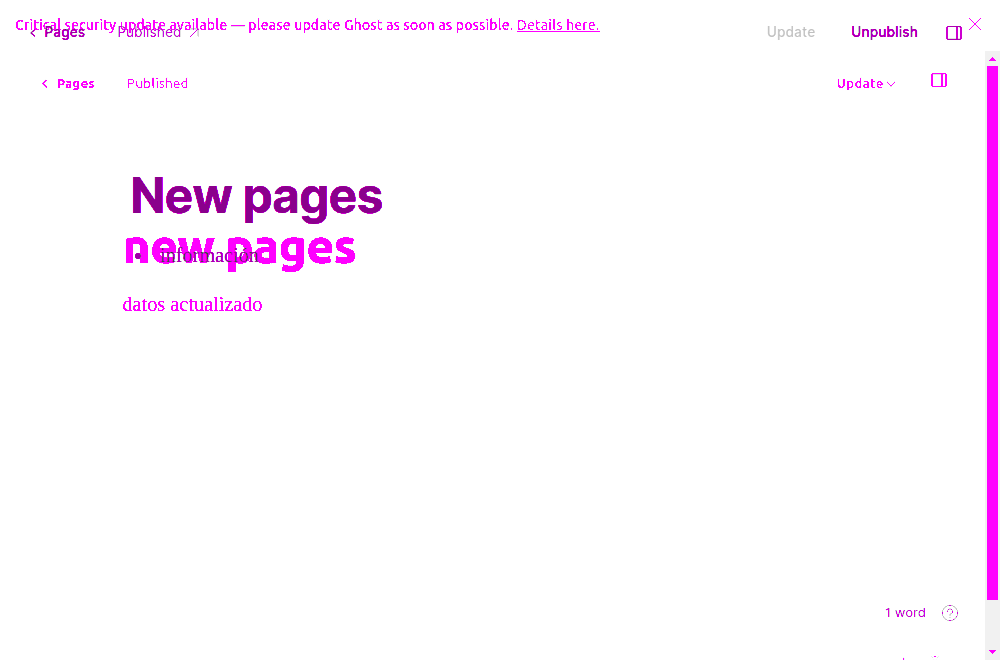 Critical security update available — please update Ghost as soon as possible. Details here.
Pages Published Update Unpublish
Pages Published Update
New pages
new pages
información
datos actualizado
1 word